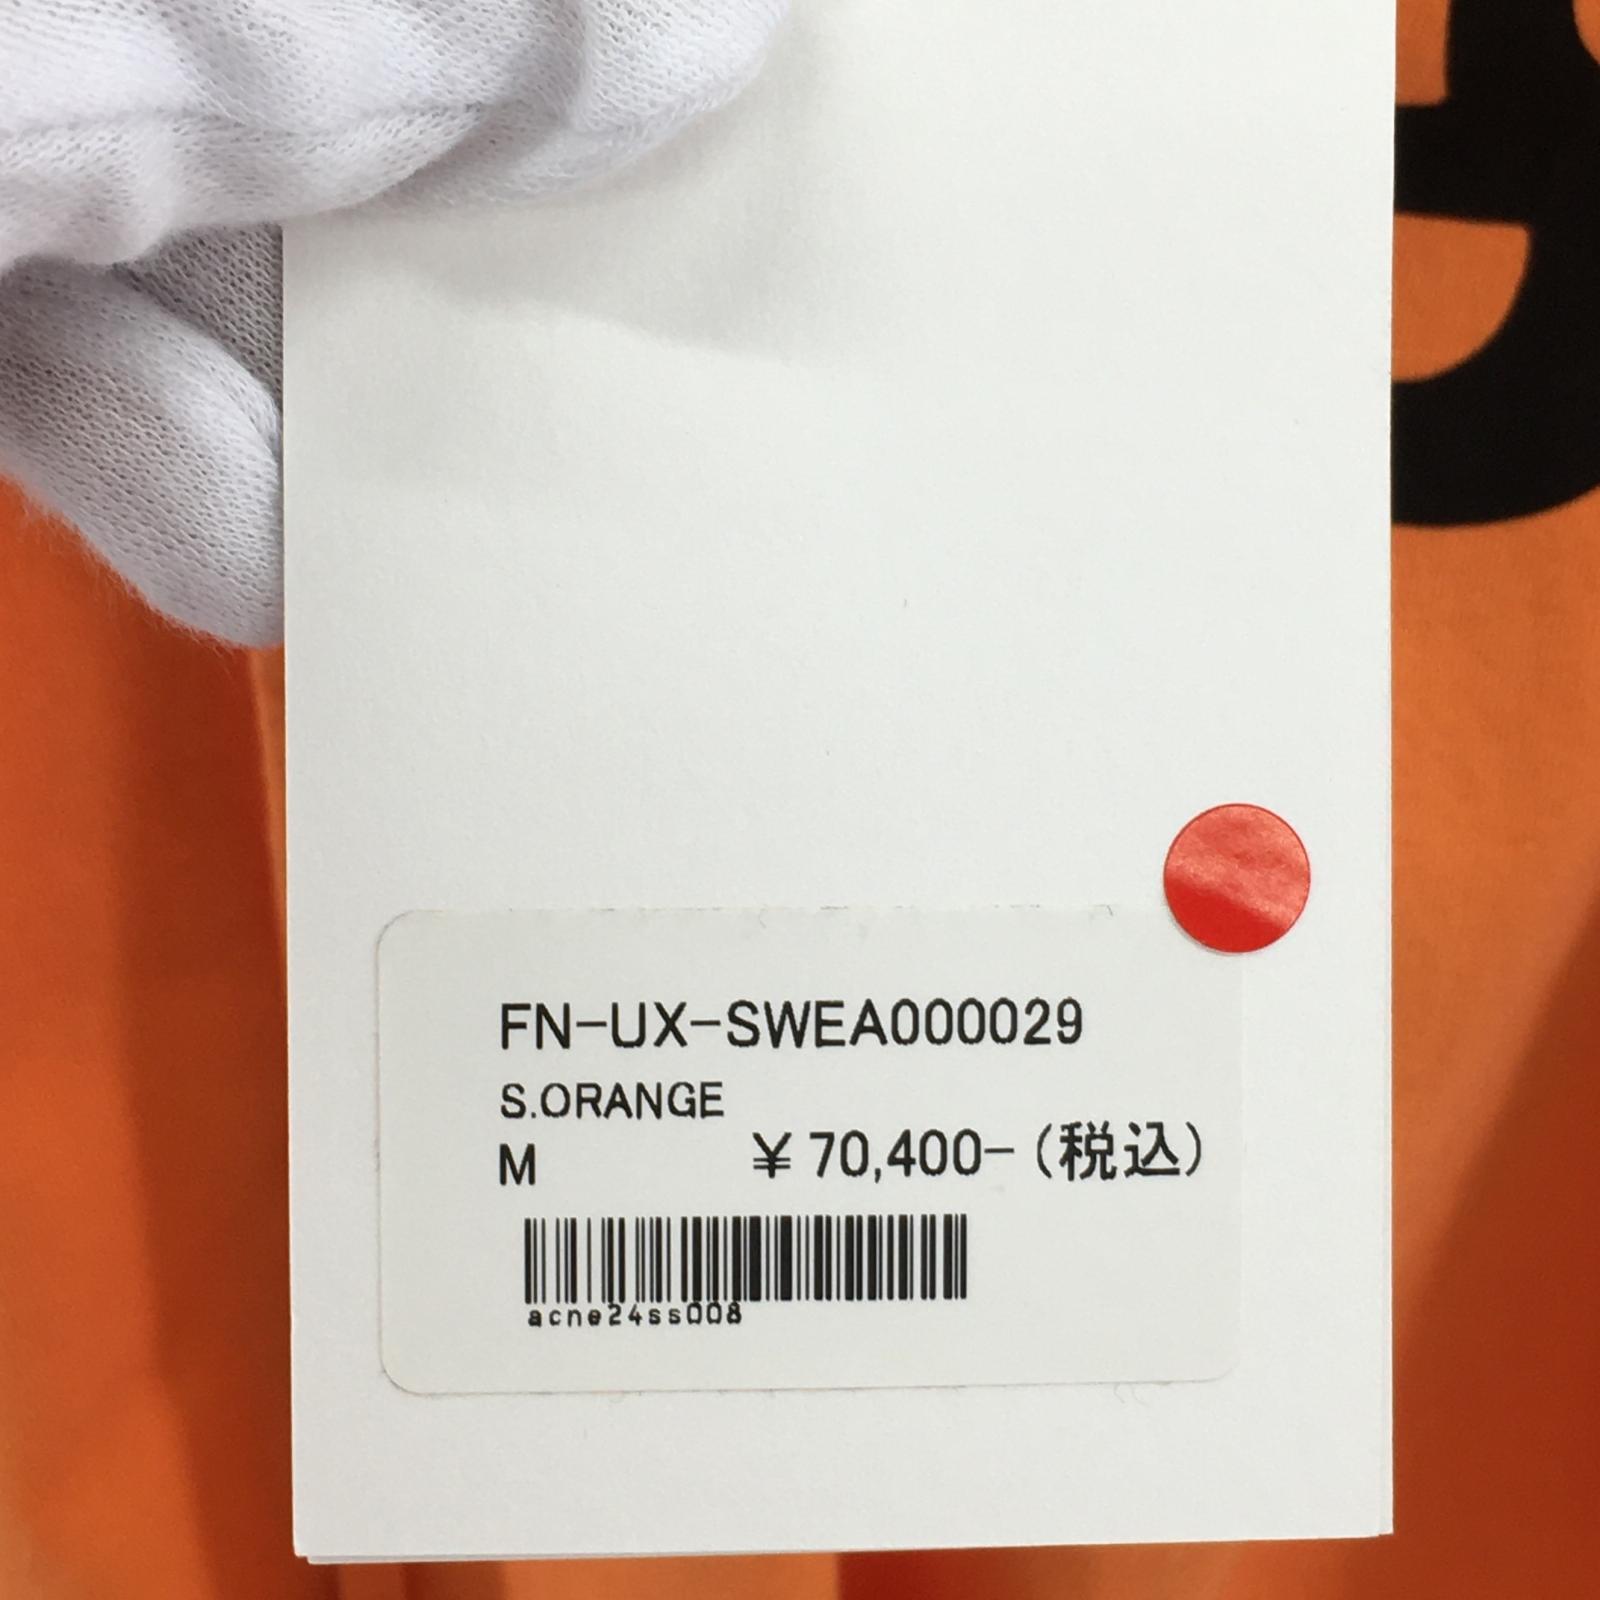 FN-UX-SWEA000029
S.ORANGE
M ¥70,400-(税込)
acne24ss008